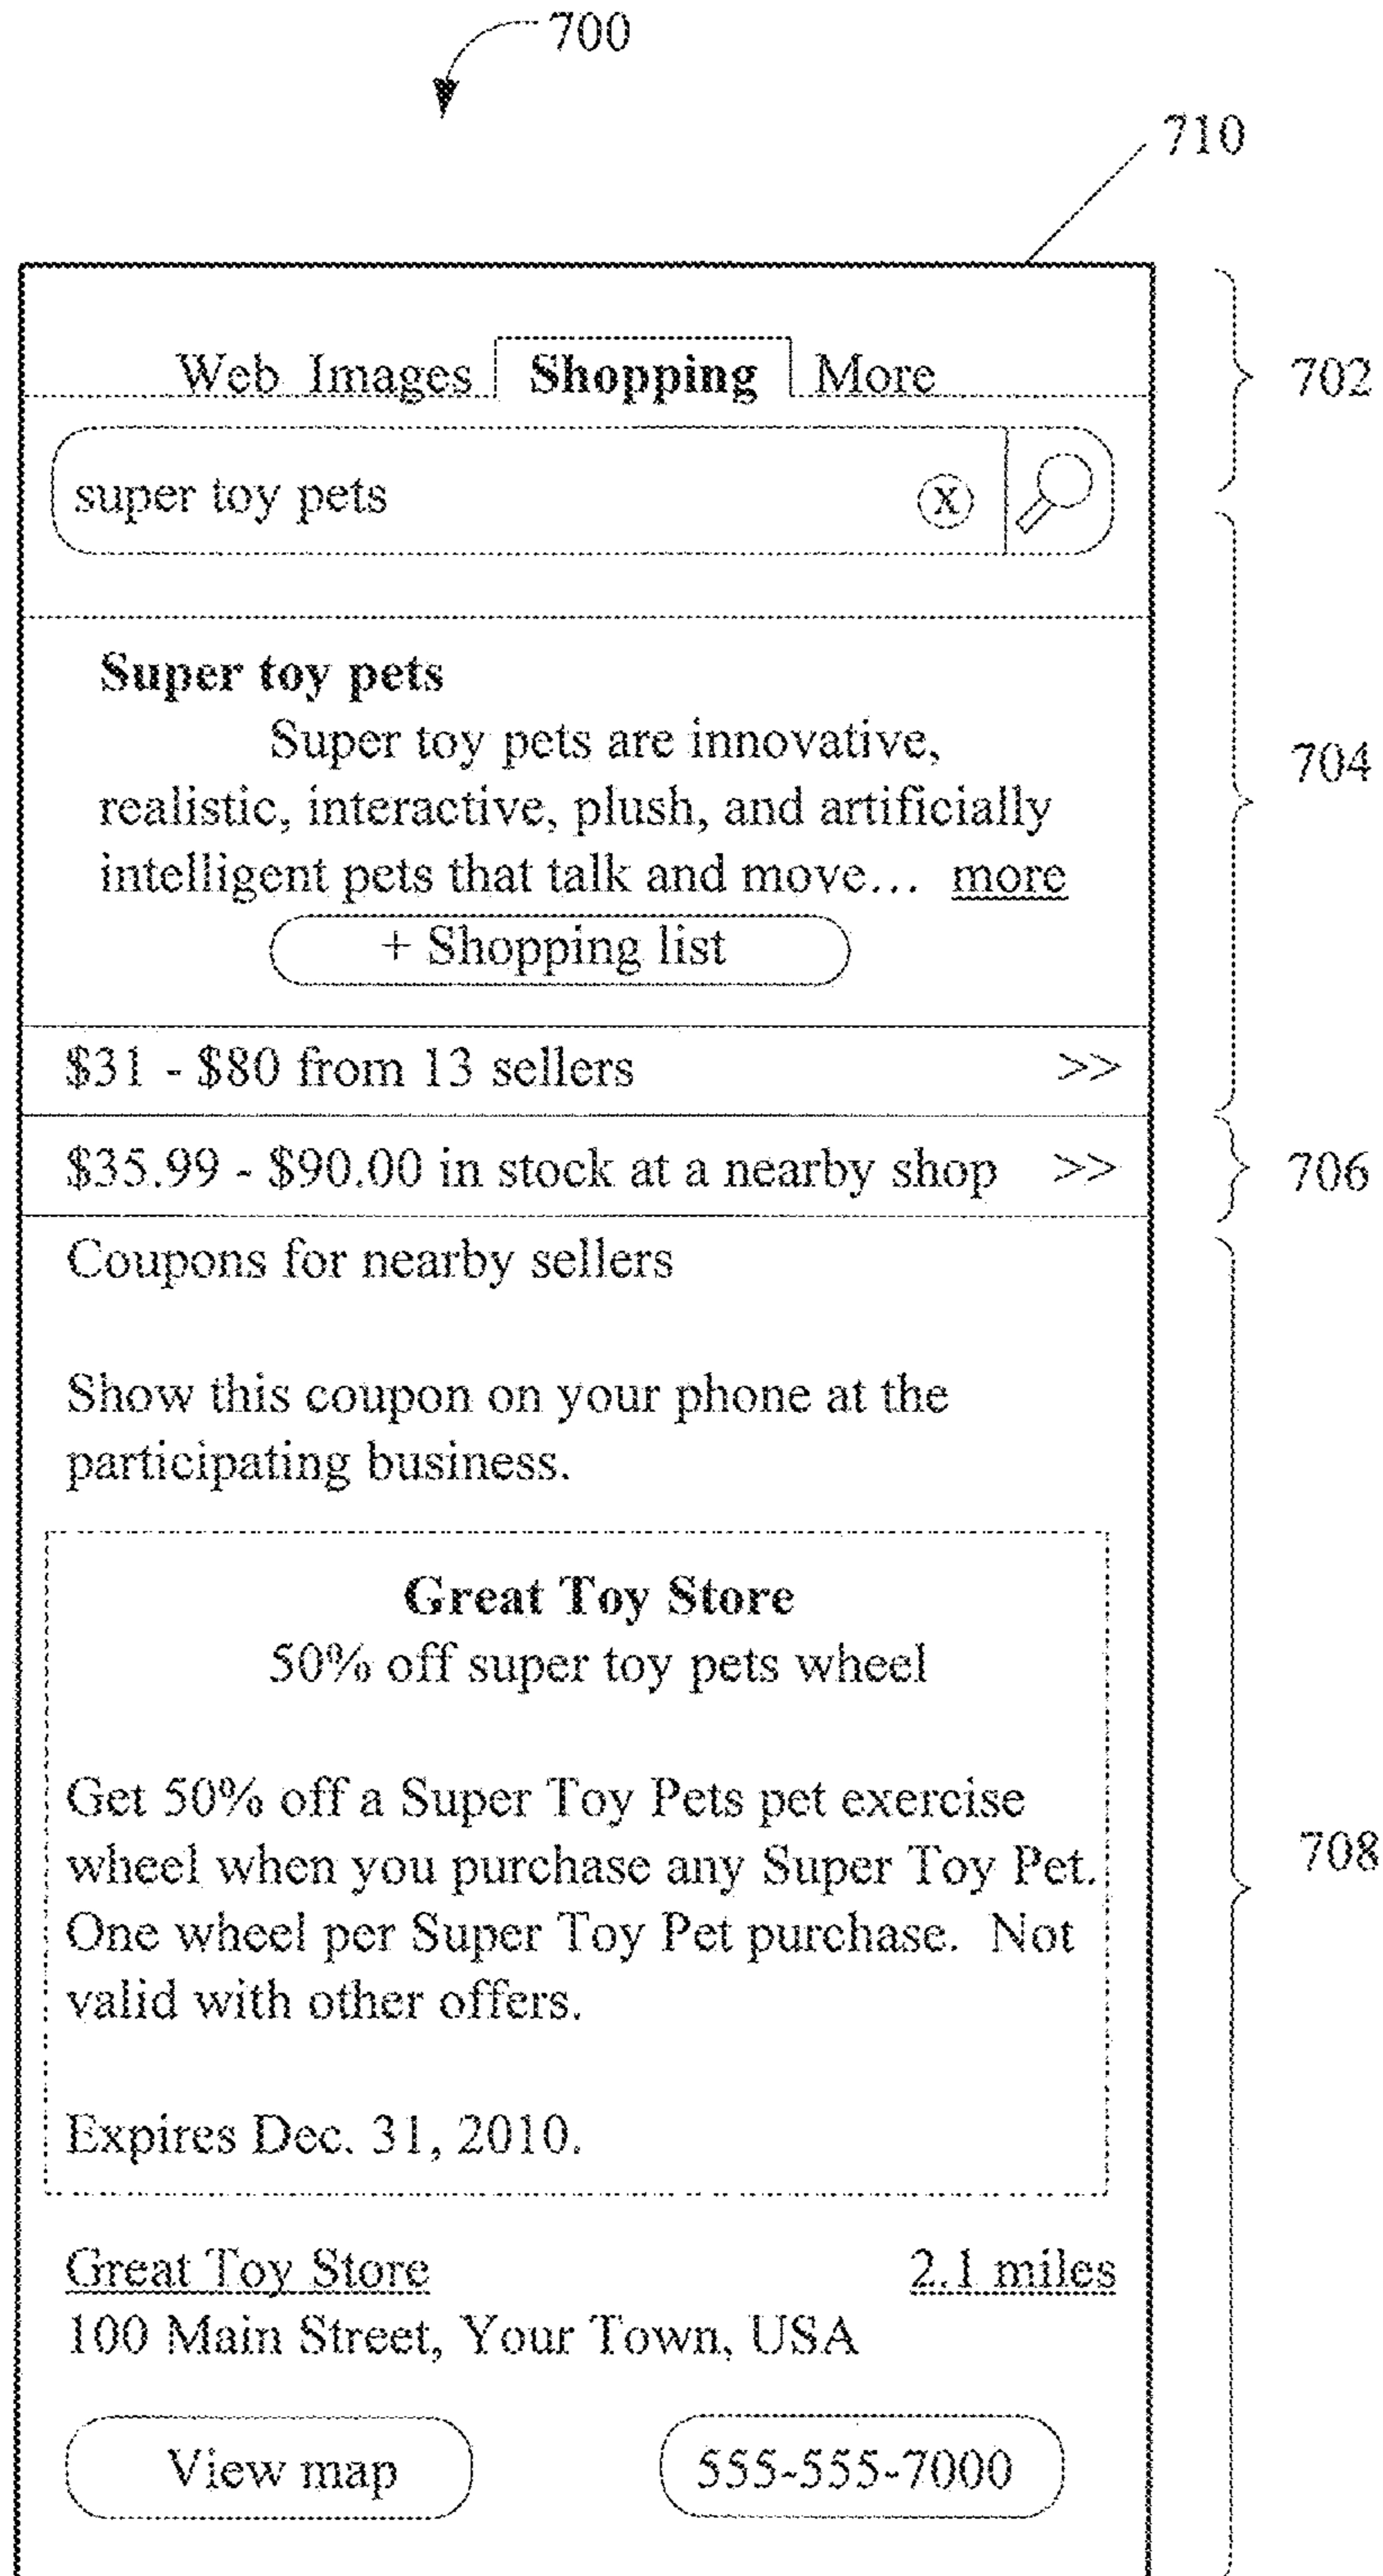 700
710
Web Images Shopping More
702
super toy pets X
Super toy pets
Super toy pets are innovative,
704
realistic, interactive, plush, and artificially
intelligent pets that talk and move... more
+ Shopping list
$31 - $80 from 13 sellers >>
$35.99 - $90.00 in stock at a nearby shop >>
706
Coupons for nearby sellers
Show this coupon on your phone at the
participating business.
Great Toy Store
50% off super toy pets wheel
Get 50% off a Super Toy Pets pet exercise
wheel when you purchase any Super Toy Pet.
708
One wheel per Super Toy Pet purchase. Not
valid with other offers.
Expires Dec. 31, 2010.
Great Toy Store 2.1 miles
100 Main Street, Your Town, USA
View map 555-555-7000